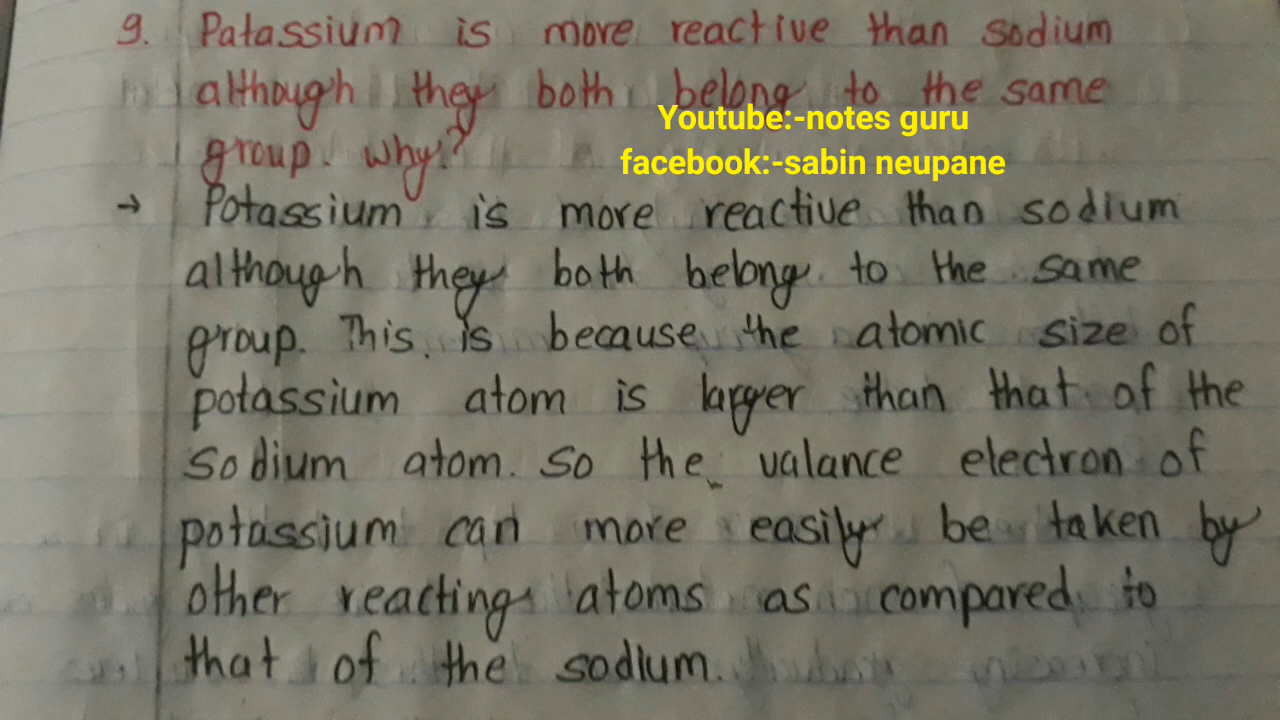 9. Patassium is more reactive than sodium
although they both belong to the same
Youtube:-notes guru
group. why?
facebook:-sabin neupane
→ Potassium is more reactive than sodium
although they both belong to the same
group. This is because the atomic size of
potassium atom is larger than that of the
sodium atom. So the valance electron of
potassium can more easily be taken by
other reacting atoms as compared to
that of the sodium.